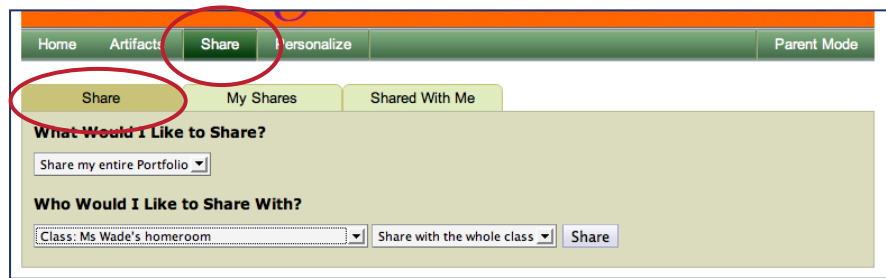 Home Artifacts Share Personalize Parent Mode
Share My Shares Shared With Me
What Would I Like to Share?
Share my entire Portfolio
Who Would I Like to Share With?
Class: Ms Wade's homeroom Share with the whole class Share